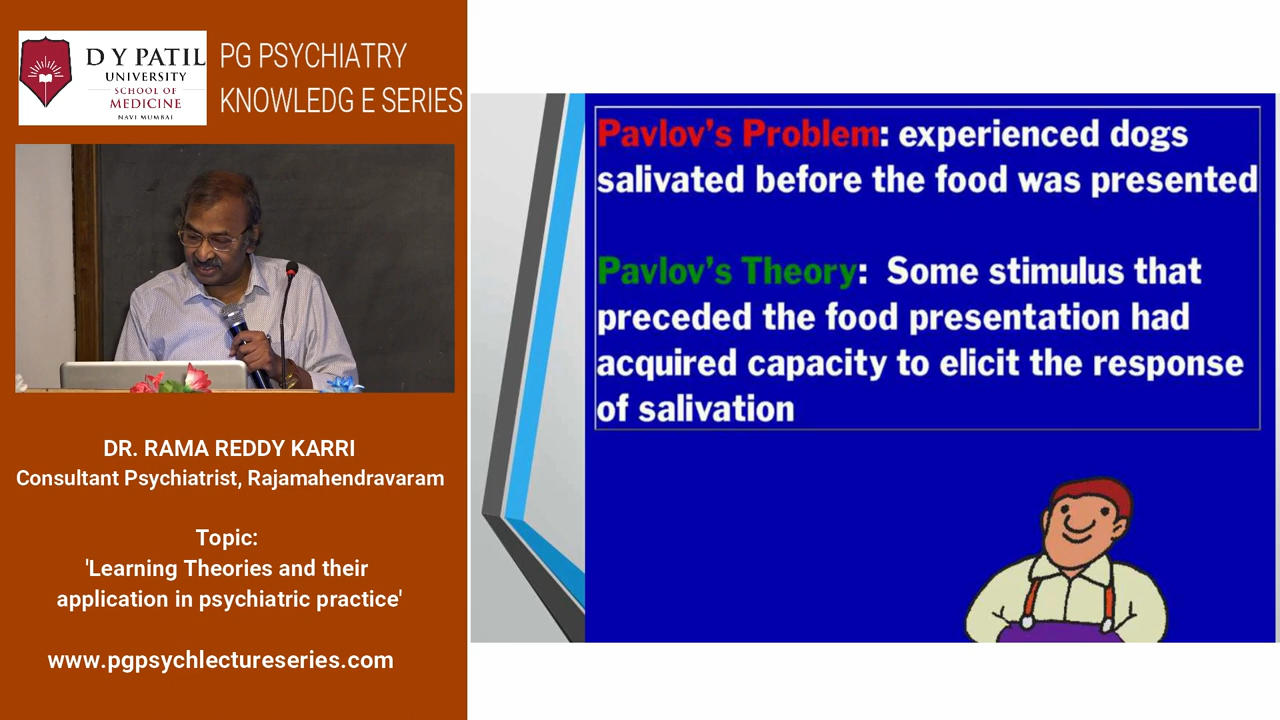 D Y PATIL
UNIVERSITY
SCHOOL OF
MEDICINE
NAVI MUMBAI
PG PSYCHIATRY
KNOWLEDG E SERIES
DR. RAMA REDDY KARRI
Consultant Psychiatrist, Rajamahendravaram
Topic:
'Learning Theories and their
application in psychiatric practice'
www.pgpsychlectureseries.com
Pavlov's Problem: experienced dogs
salivated before the food was presented
Pavlov's Theory: Some stimulus that
preceded the food presentation had
acquired capacity to elicit the response
of salivation